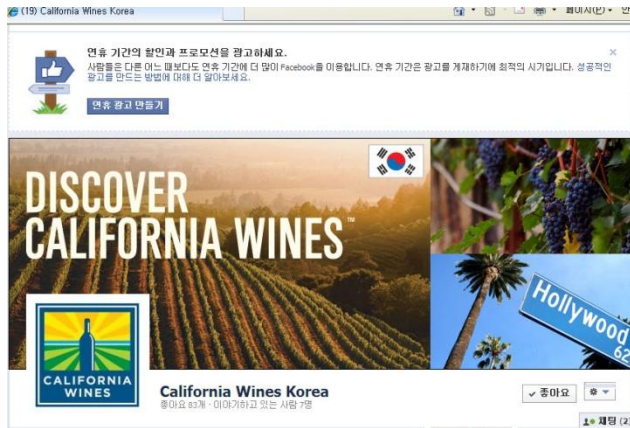 (19) California Wines Korea
페이지(P)
연휴 기간의 할인과 프로모션을 광고하세요.
사람들은 다른 어느 때보다도 연휴 기간에 더 많이 Facebook을 이용합니다. 연휴 기간은 광고를 게재하기에 최적의 시기입니다. 성공적인
광고를 만드는 방법에 대해 더 알아보세요.
연휴 광고 만들기
DISCOVER
CALIFORNIA WINES™
Hollywood
62
CALIFORNIA
WINES
California Wines Korea
좋아요 83개 · 이야기하고 있는 사람 7명
좋아요
채팅 (2)